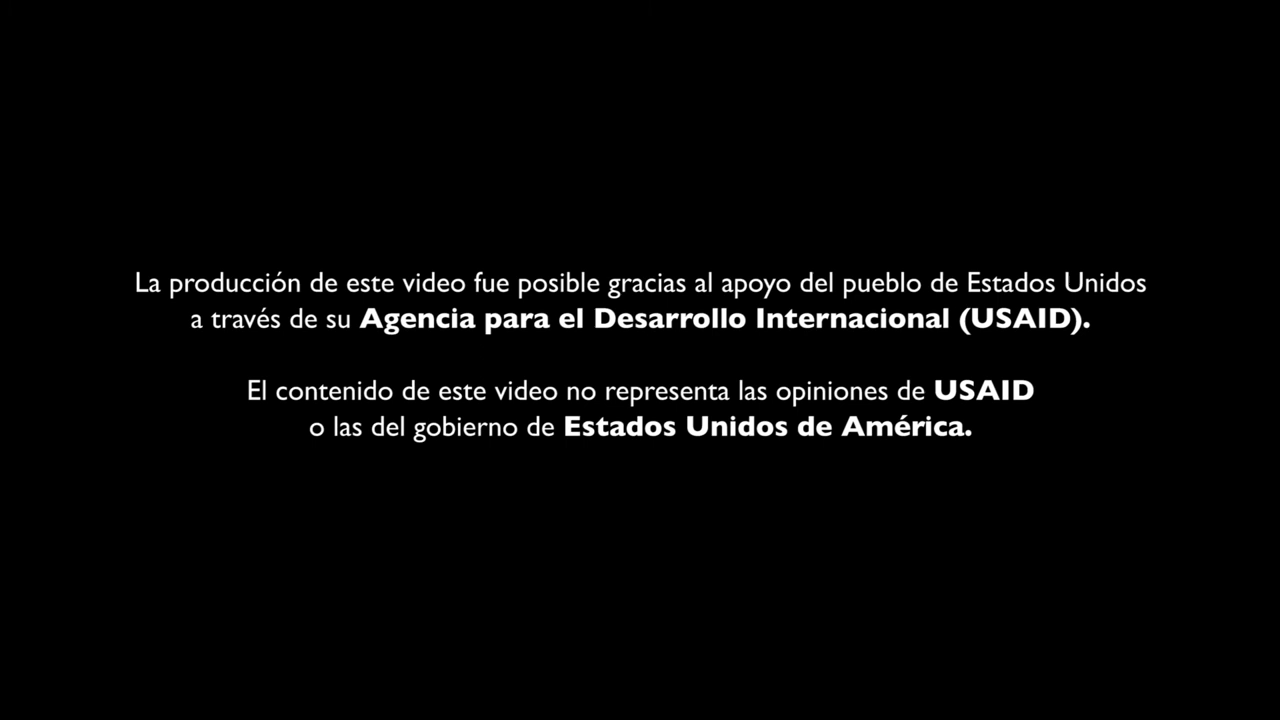 La producción de este video fue posible gracias al apoyo del pueblo de Estados Unidos
a través de su Agencia para el Desarrollo Internacional (USAID).
El contenido de este video no representa las opiniones de USAID
o las del gobierno de Estados Unidos de América.